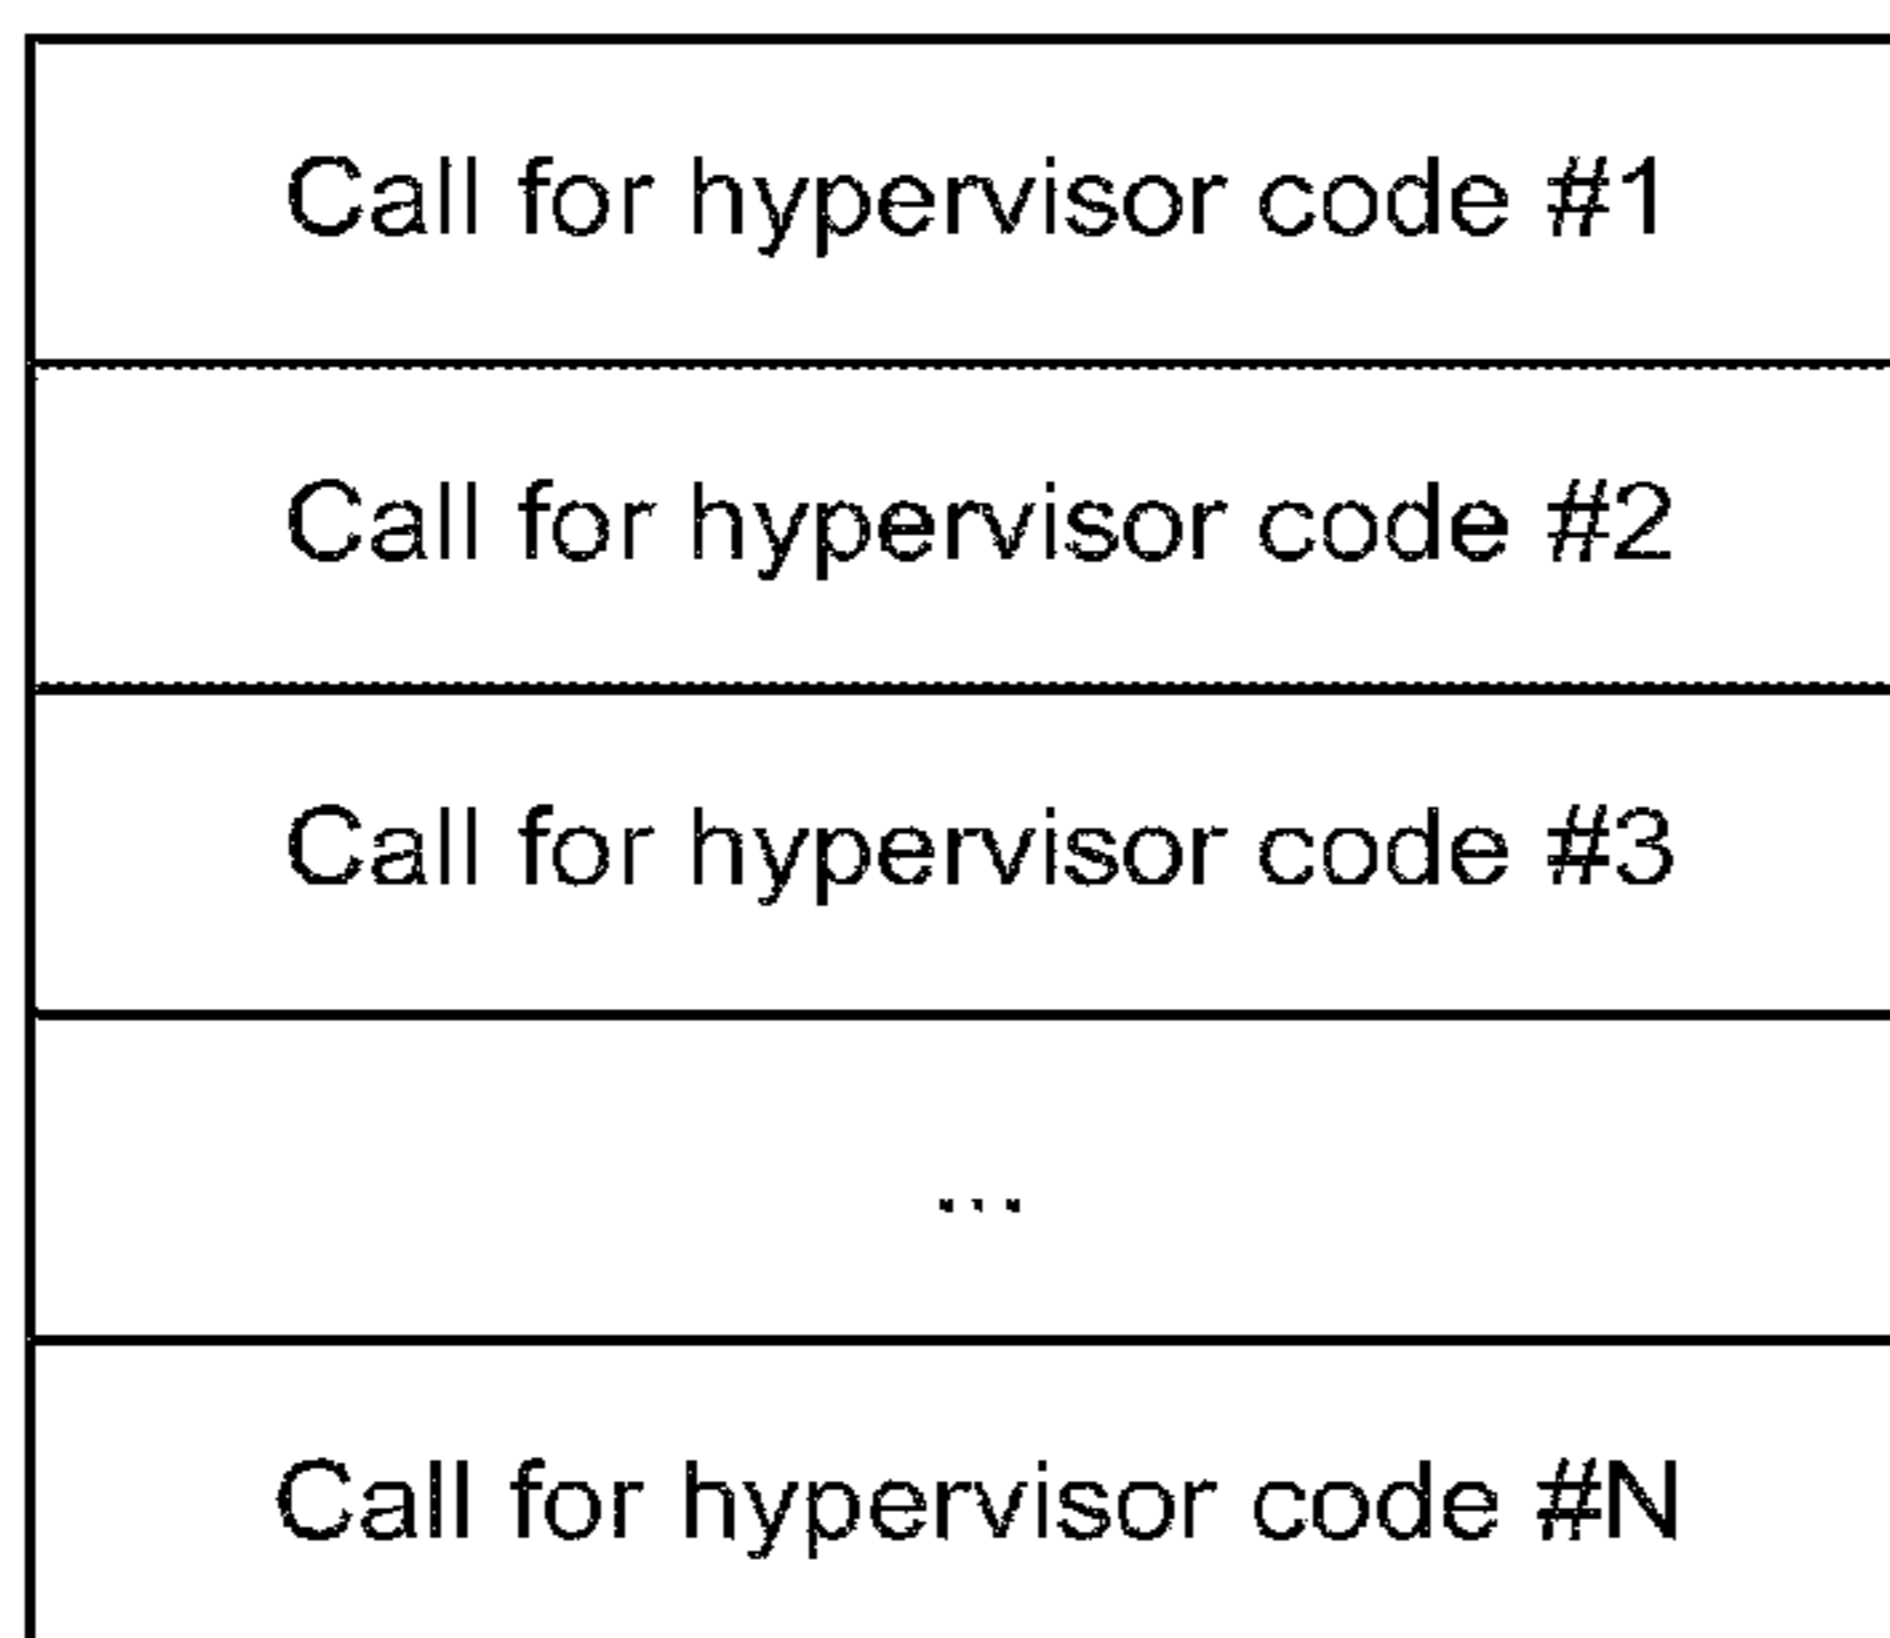 Call for hypervisor code #1
Call for hypervisor code #2
Call for hypervisor code #3
...
Call for hypervisor code #N